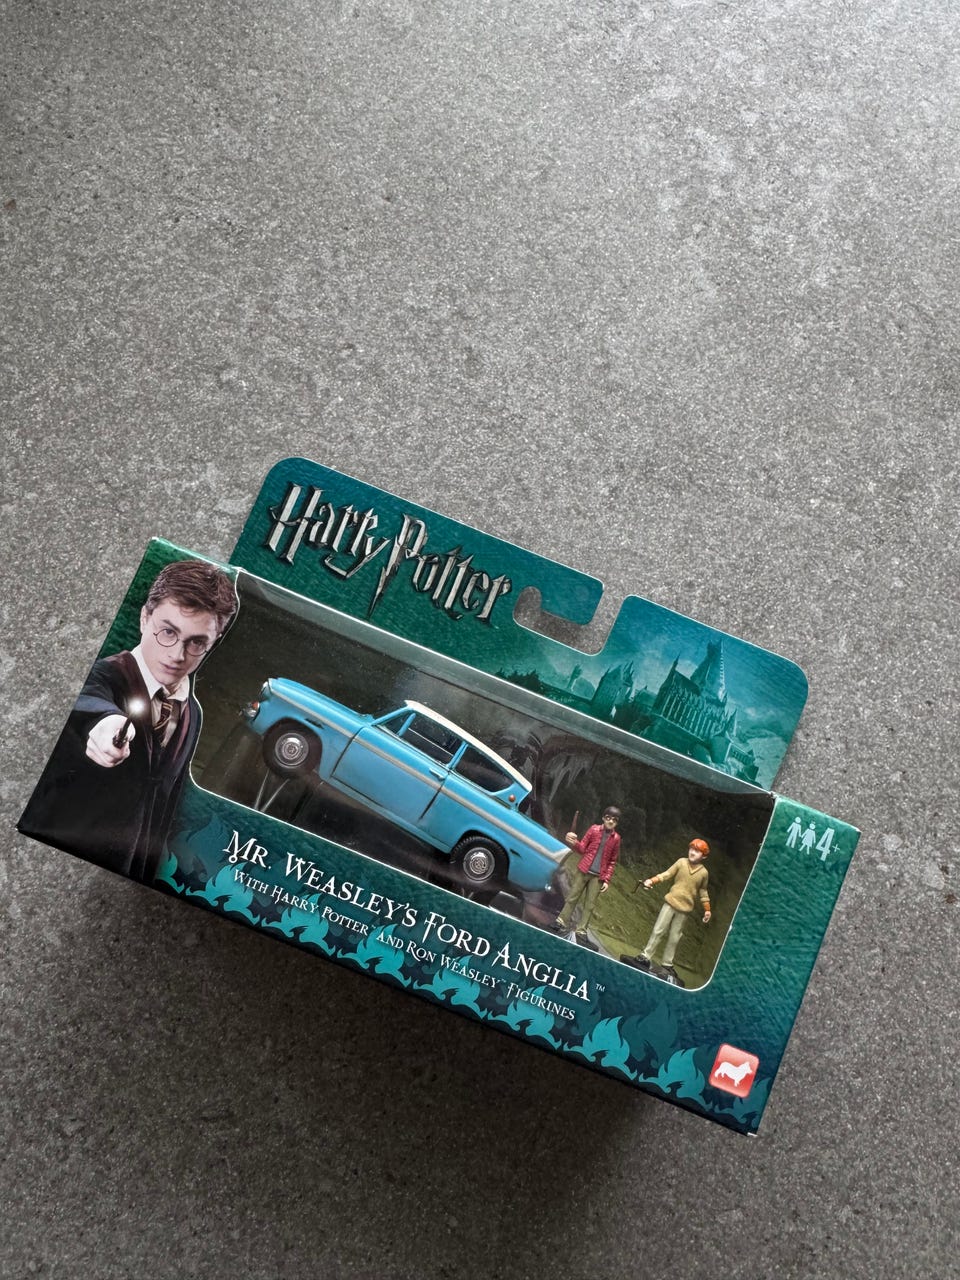 Harry Potter
4+
MR. WEASLEY'S FORD ANGLIA™
WITH HARRY POTTER™ AND RON WEASLEY™ FIGURINES